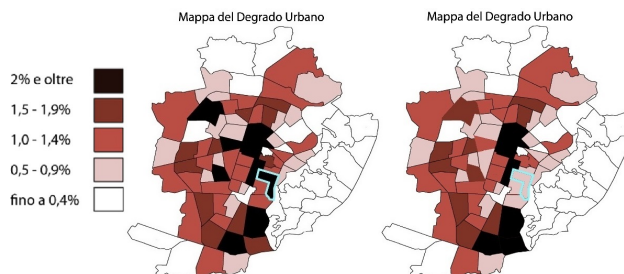 Mappa del Degrado Urbano
Mappa del Degrado Urbano
2% e oltre
1,5 - 1,9%
1,0 - 1,4%
0,5 - 0,9%
fino a 0,4%